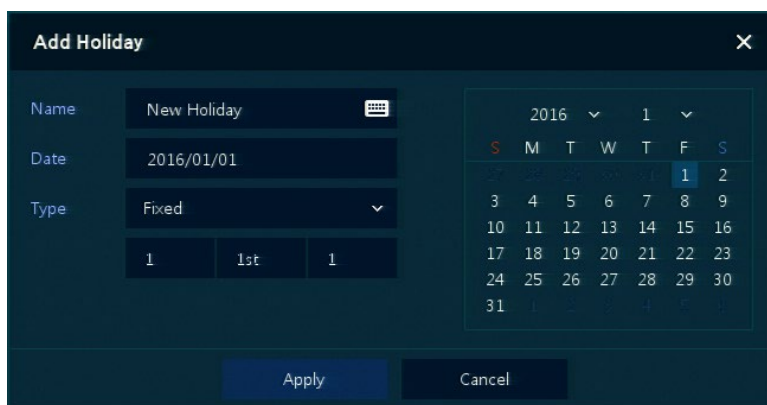 Add Holiday
Name New Holiday
Date 2016/01/01
Type Fixed
1 1st 1
2016 1
S M T W T F S
1 2
3 4 5 6 7 8 9
10 11 12 13 14 15 16
17 18 19 20 21 22 23
24 25 26 27 28 29 30
31
Apply Cancel